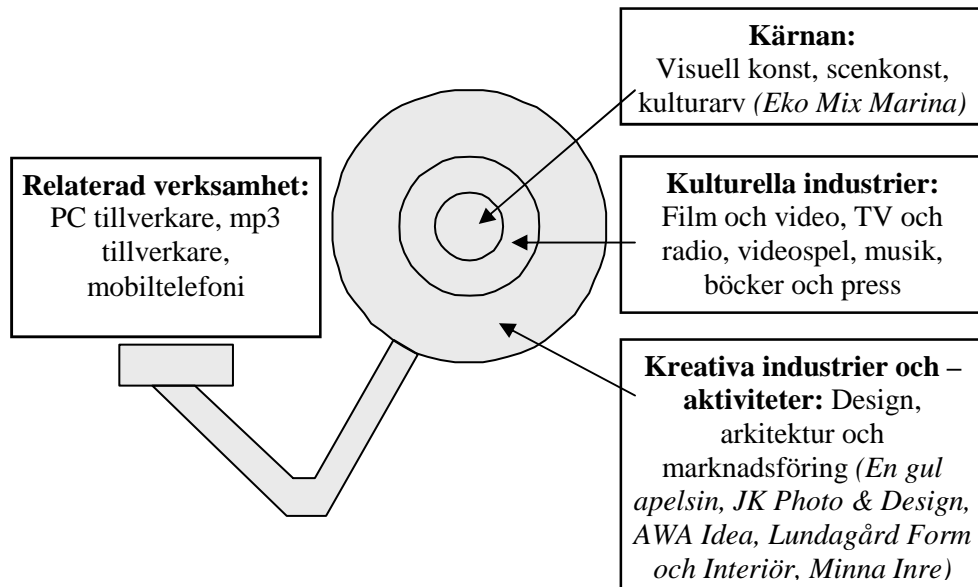 Kärnan:
Visuell konst, scenkonst,
kulturarv (Eko Mix Marina)
Relaterad verksamhet:
PC tillverkare, mp3
tillverkare,
mobiltelefoni
Kulturella industrier:
Film och video, TV och
radio, videospel, musik,
böcker och press
Kreativa industrier och –
aktiviteter: Design,
arkitektur och
marknadsföring (En gul
apelsin, JK Photo & Design,
AWA Idea, Lundagård Form
och Interiör, Minna Inre)